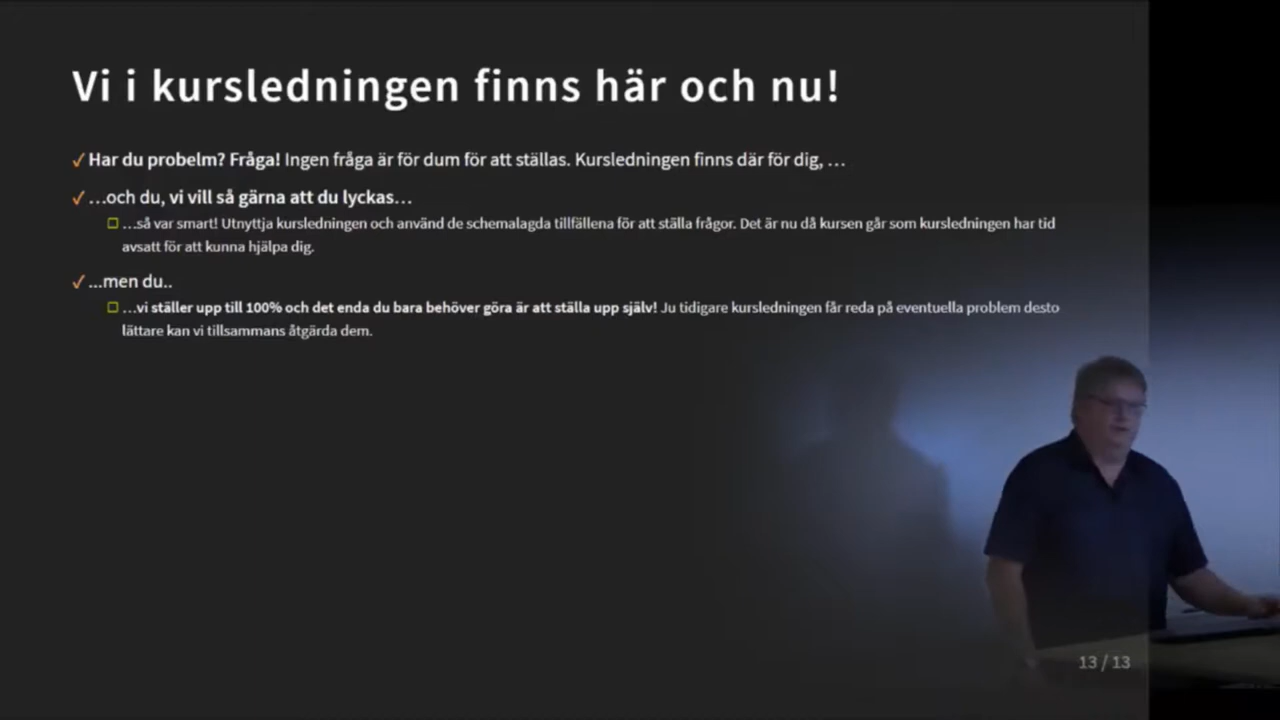 Vi i kursledningen finns här och nu!
✓ Har du probelm? Fråga! Ingen fråga är för dum för att ställas. Kursledningen finns där för dig, …
✓ …och du, vi vill så gärna att du lyckas…
☐ …så var smart! Utnyttja kursledningen och använd de schemalagda tillfällena för att ställa frågor. Det är nu då kursen går som kursledningen har tid
avsatt för att kunna hjälpa dig.
✓ ...men du..
☐ …vi ställer upp till 100% och det enda du bara behöver göra är att ställa upp själv! Ju tidigare kursledningen får reda på eventuella problem desto
lättare kan vi tillsammans åtgärda dem.
13 / 13